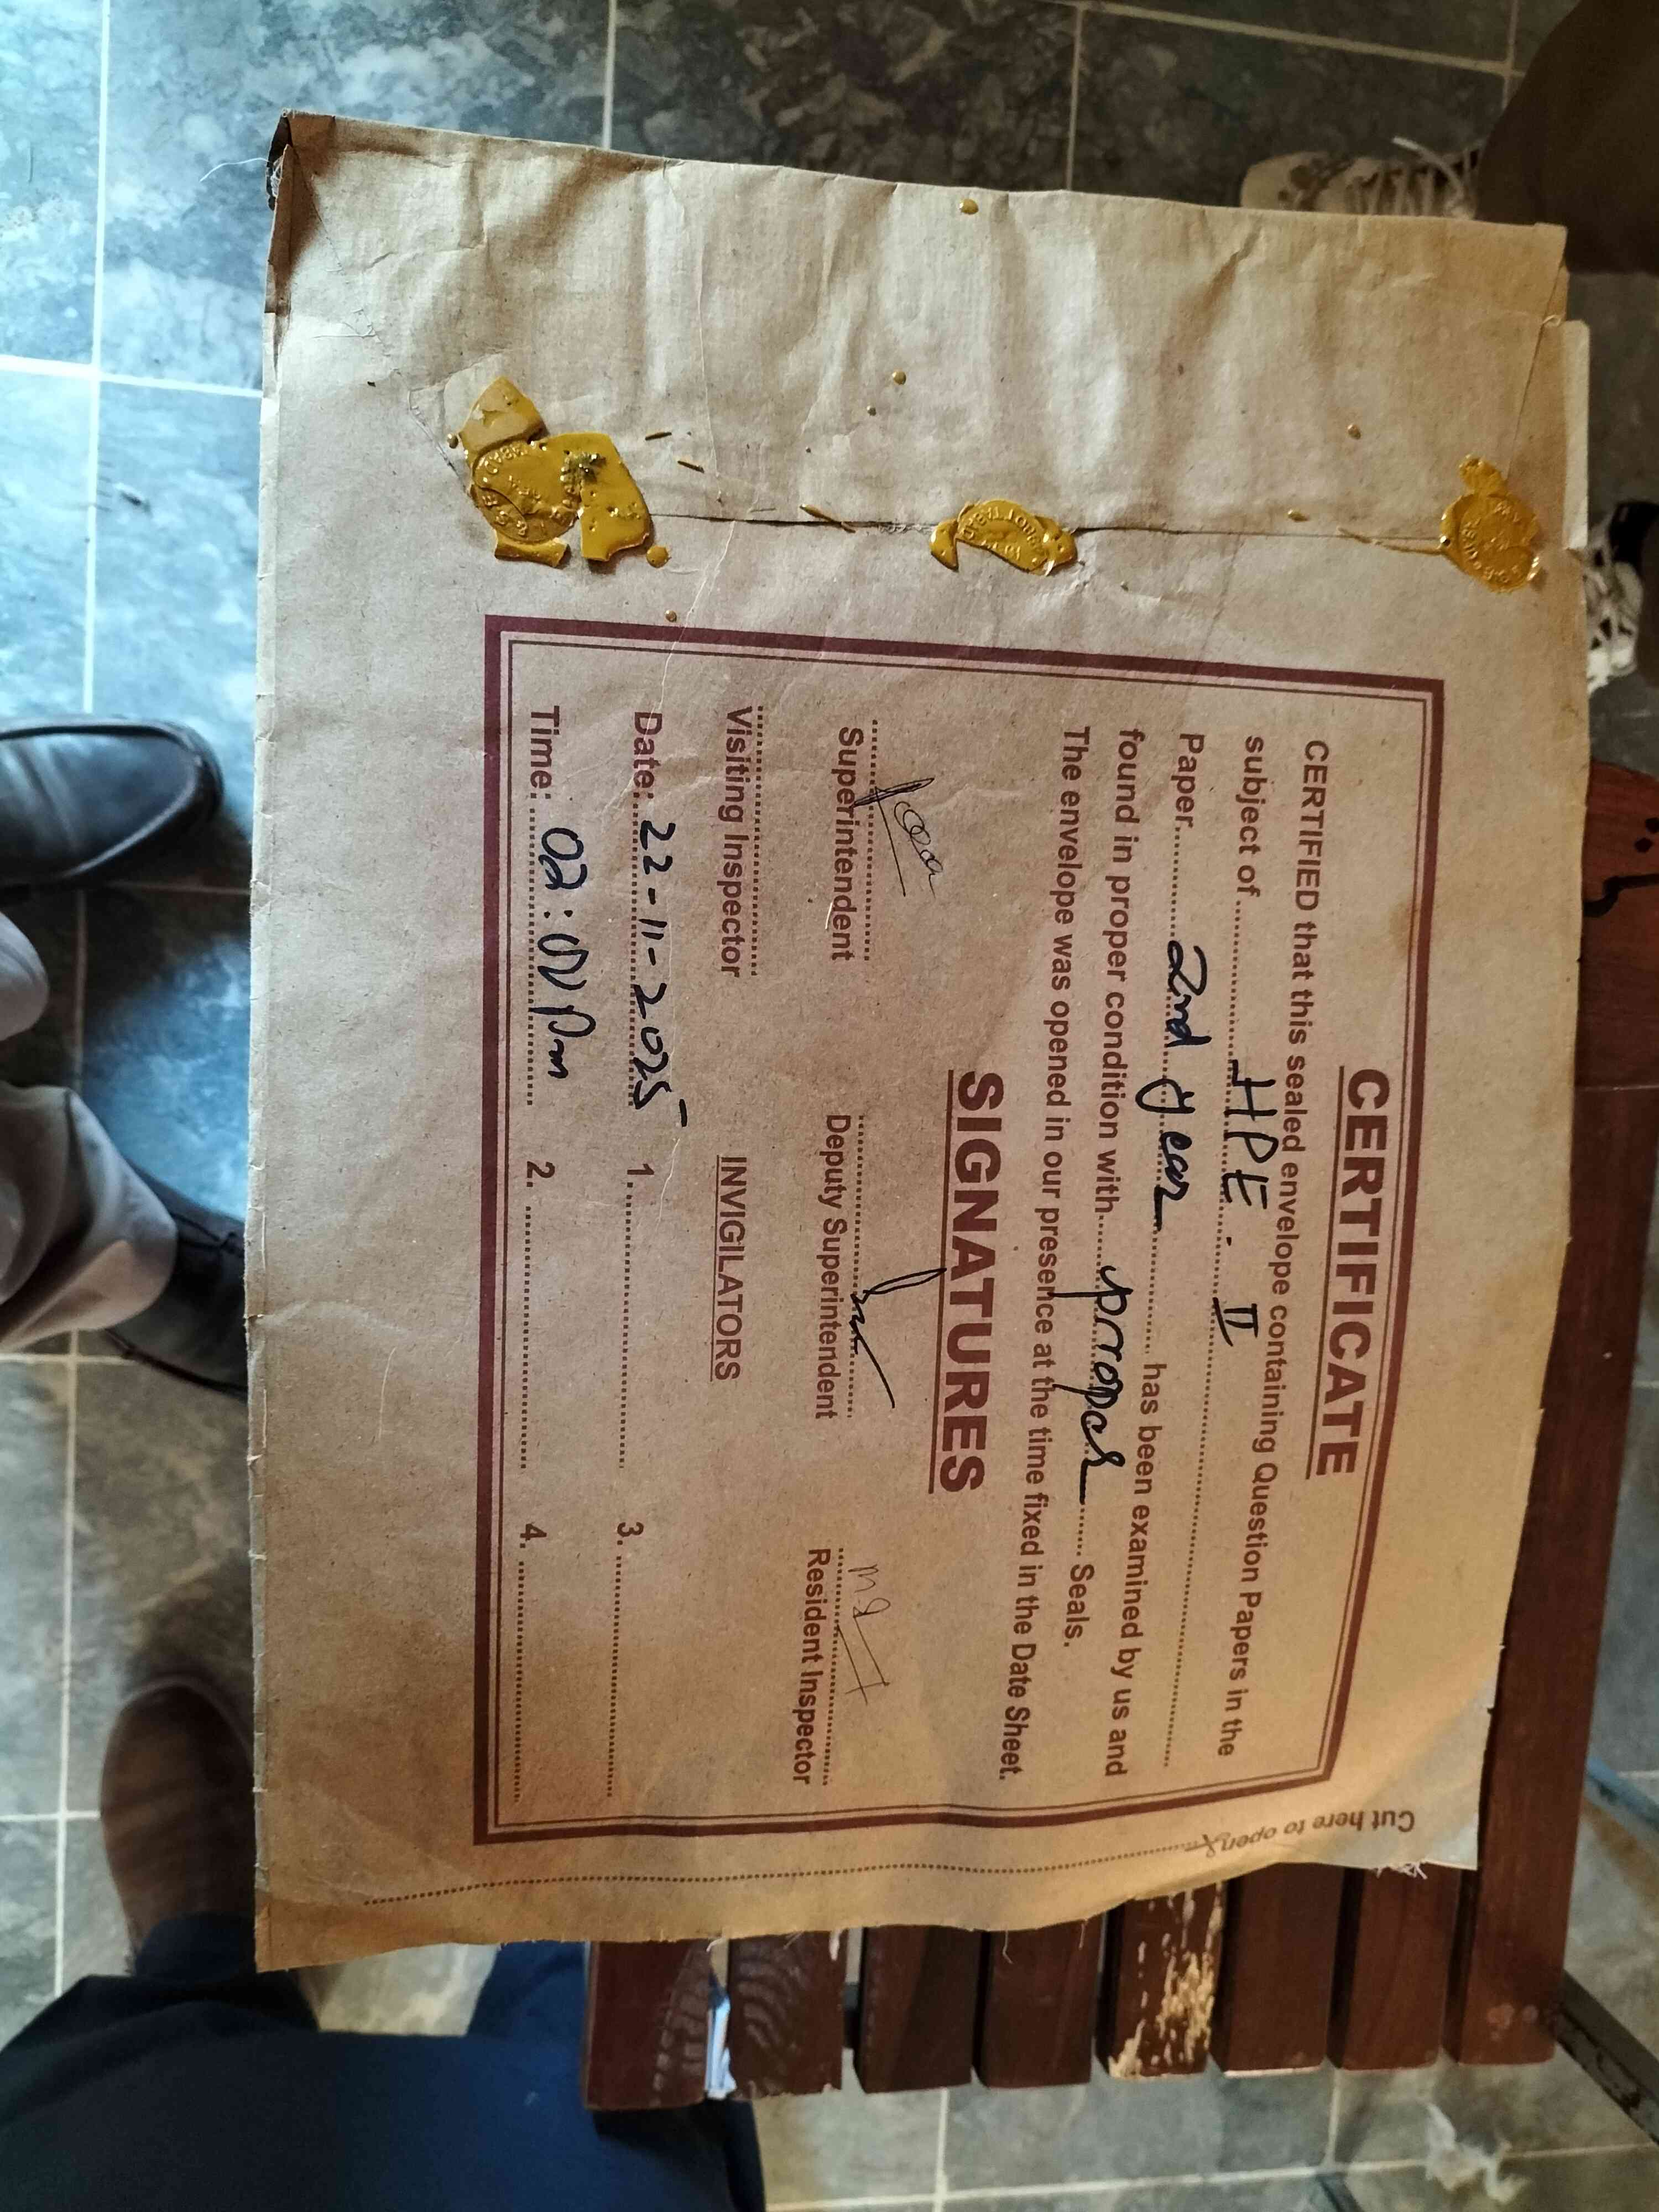 CERTIFICATE
CERTIFIED that this sealed envelope containing Question Papers in the
subject of HPE - II
Paper 2nd year has been examined by us and
found in proper condition with proper Seals.
The envelope was opened in our presence at the time fixed in the Date Sheet.
SIGNATURES
Superintendent Deputy Superintendent Resident Inspector
Visiting Inspector INVIGILATORS
Date: 22-11-2025 1. 3.
Time: 02:00 Pm 2. 4.
Cut here to open